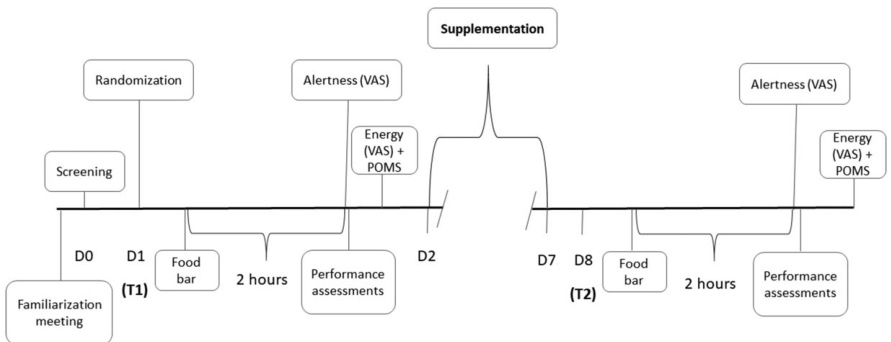 Supplementation
Randomization
Alertness (VAS)
Alertness (VAS)
Energy
(VAS) +
POMS
Energy
(VAS) +
POMS
Screening
D0
D1
(T1)
Food
bar
2 hours
Performance
assessments
D2
D7
D8
(T2)
Food
bar
2 hours
Performance
assessments
Familiarization
meeting